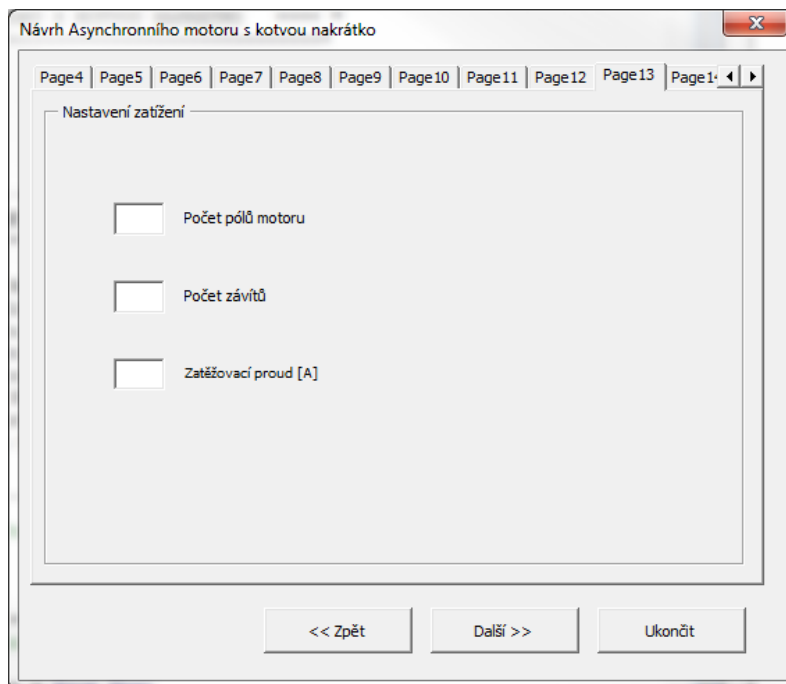 Návrh Asynchronního motoru s kotvou nakrátko
Page4 Page5 Page6 Page7 Page8 Page9 Page10 Page11 Page12 Page13 Page1
Nastavení zatížení
Počet pólů motoru
Počet závitů
Zatěžovací proud [A]
<< Zpět Další >> Ukončit